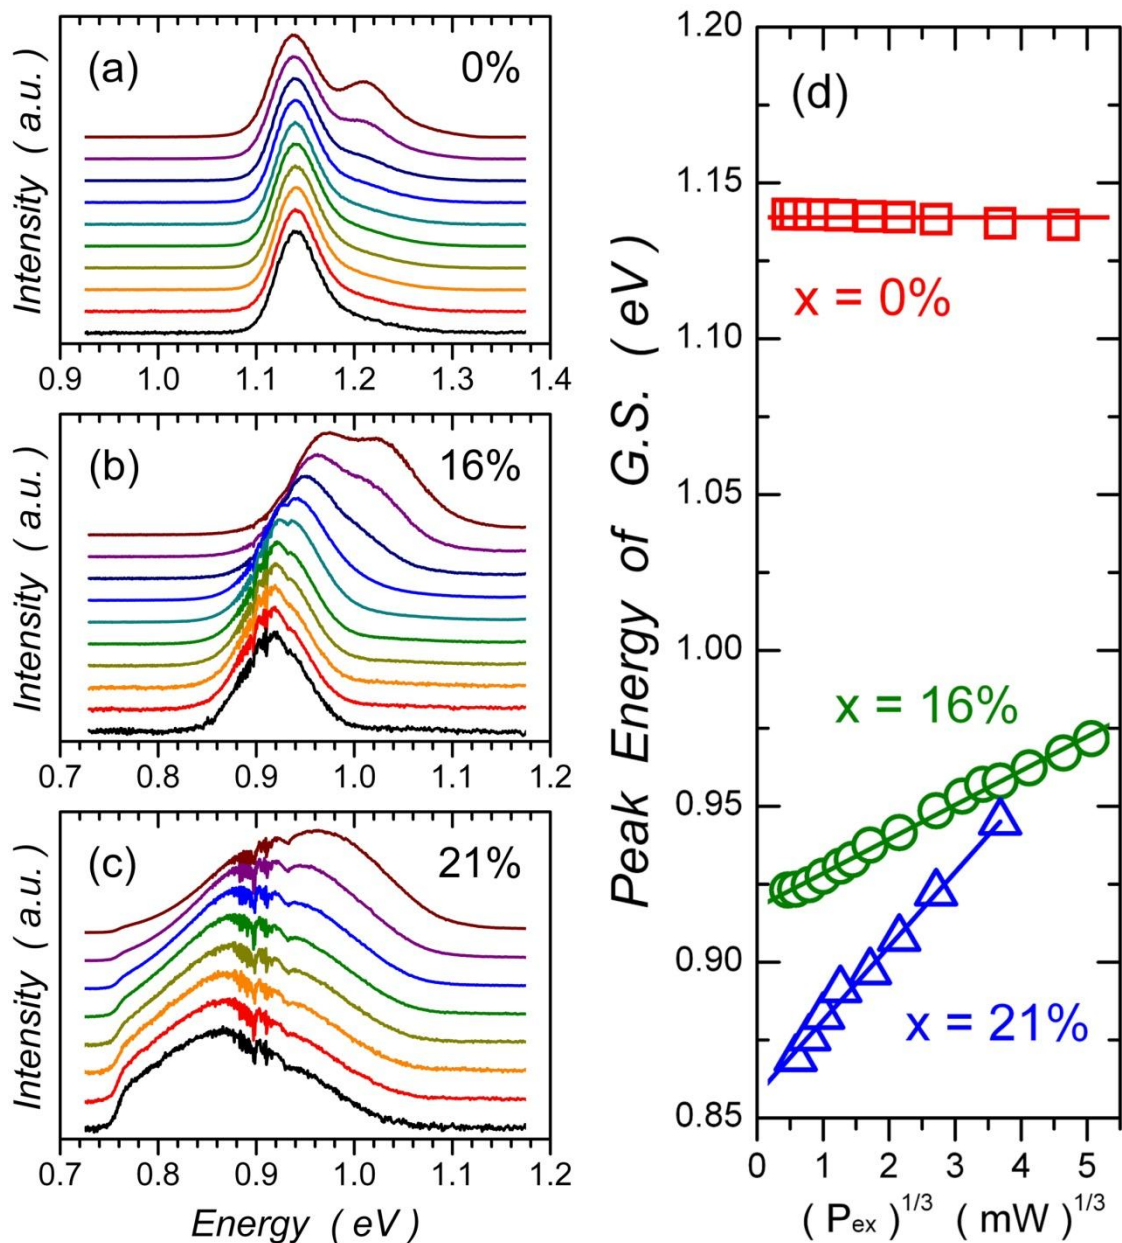 (a) 0%
Intensity ( a.u. )
0.9 1.0 1.1 1.2 1.3 1.4
(b) 16%
Intensity ( a.u. )
0.7 0.8 0.9 1.0 1.1 1.2
(c) 21%
Intensity ( a.u. )
0.7 0.8 0.9 1.0 1.1 1.2
Energy ( eV )
(d)
Peak Energy of G.S. ( eV )
1.20
1.15
1.10
1.05
1.00
0.95
0.90
0.85
x = 0%
x = 16%
x = 21%
0 1 2 3 4 5
( Pex )1/3 ( mW )1/3